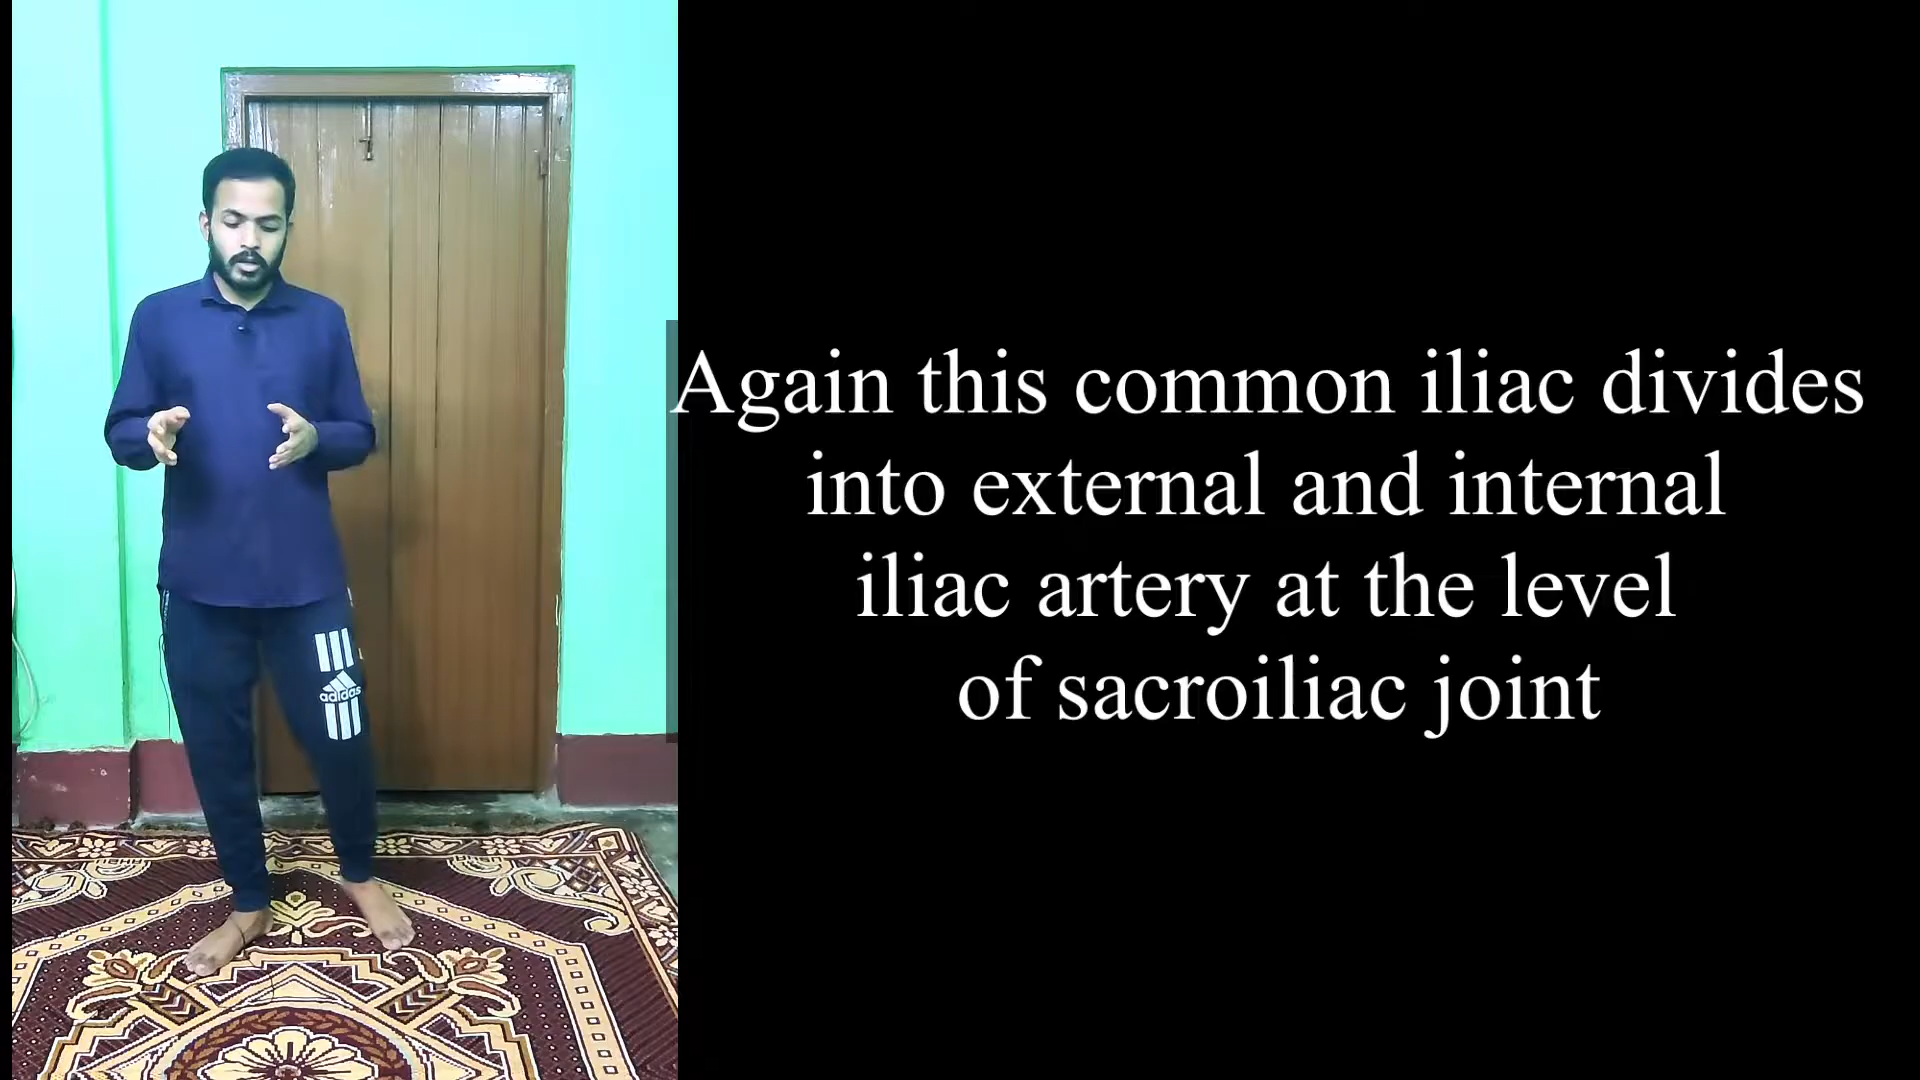 Again this common iliac divides
into external and internal
iliac artery at the level
of sacroiliac joint
adidas